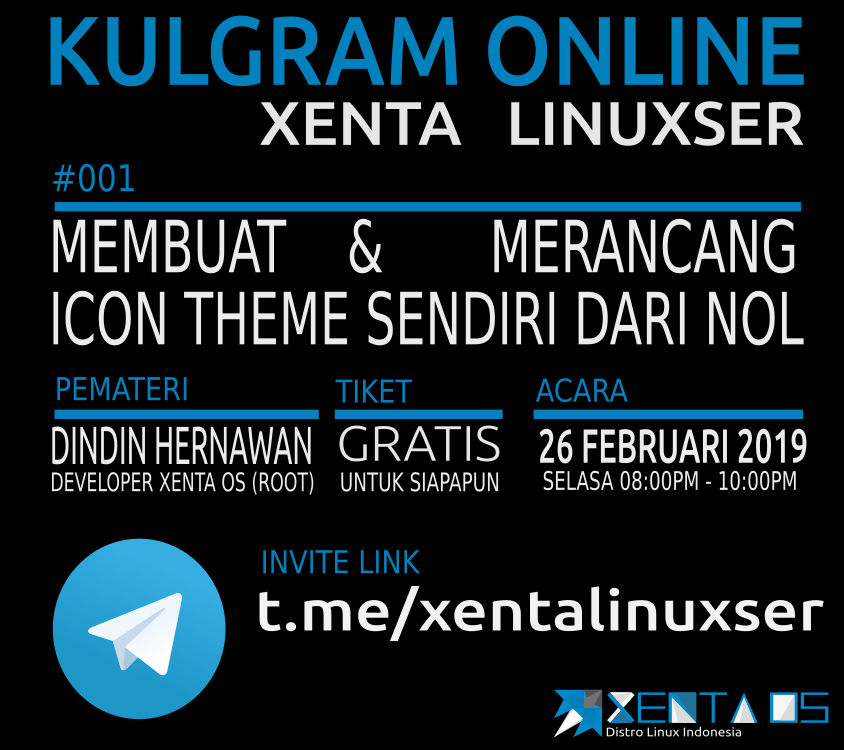 KULGRAM ONLINE
XENTA LINUXSER
#001
MEMBUAT & MERANCANG
ICON THEME SENDIRI DARI NOL
PEMATERI
DINDIN HERNAWAN
DEVELOPER XENTA OS (ROOT)
TIKET
GRATIS
UNTUK SIAPAPUN
ACARA
26 FEBRUARI 2019
SELASA 08:00PM - 10:00PM
INVITE LINK
t.me/xentalinuxser
XENTA OS
Distro Linux Indonesia